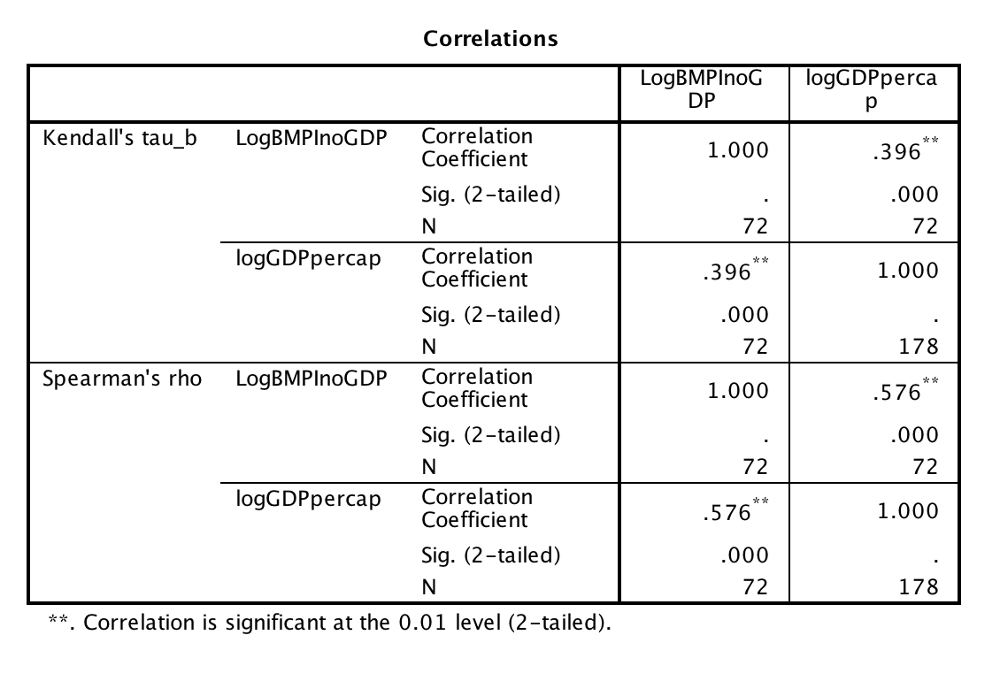 Correlations
LogBMPInoG
DP
logGDPperca
p
Kendall's tau_b LogBMPInoGDP Correlation
Coefficient 1.000 .396**
Sig. (2-tailed) . .000
N 72 72
logGDPpercap Correlation
Coefficient .396** 1.000
Sig. (2-tailed) .000 .
N 72 178
Spearman's rho LogBMPInoGDP Correlation
Coefficient 1.000 .576**
Sig. (2-tailed) . .000
N 72 72
logGDPpercap Correlation
Coefficient .576** 1.000
Sig. (2-tailed) .000 .
N 72 178
**. Correlation is significant at the 0.01 level (2-tailed).